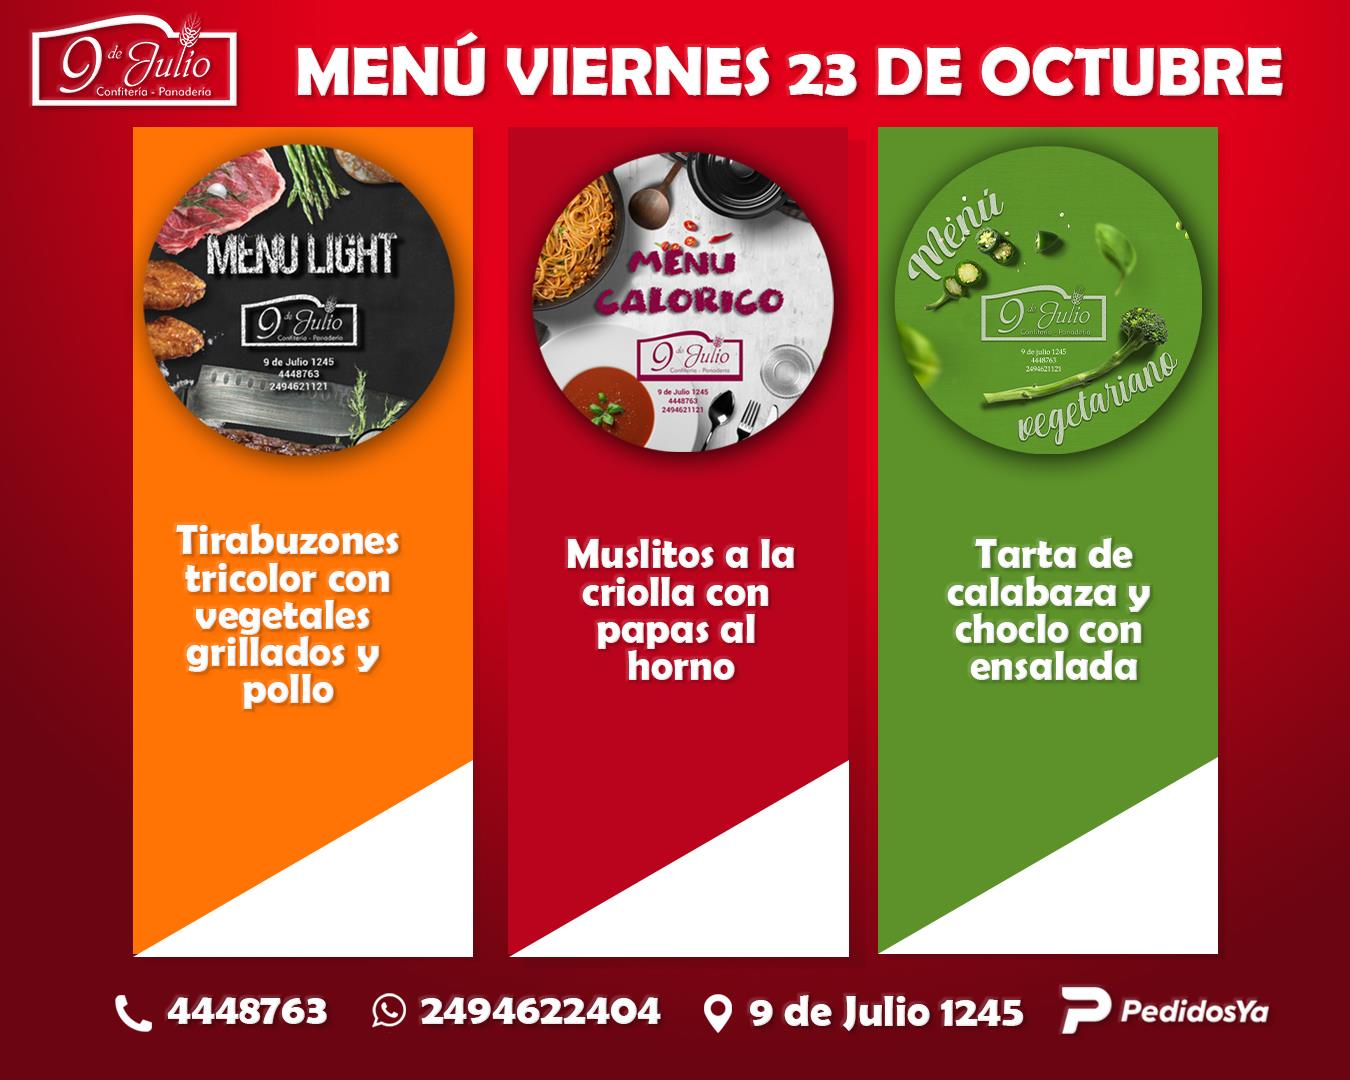 9 de Julio
Confitería - Panadería
MENÚ VIERNES 23 DE OCTUBRE
MENU LIGHT
9 de Julio
Confitería - Panadería
9 de Julio 1245
4448763
2494621121
Tirabuzones
tricolor con
vegetales
grillados y
pollo
MENÚ
CALORICO
9 de Julio
Confitería - Panadería
9 de Julio 1245
4448763
2494621121
Muslitos a la
criolla con
papas al
horno
Menú
9 de Julio
Confitería - Panadería
9 de julio 1245
4448763
2494621121
vegetariano
Tarta de
calabaza y
choclo con
ensalada
4448763
2494622404
9 de Julio 1245
PedidosYa